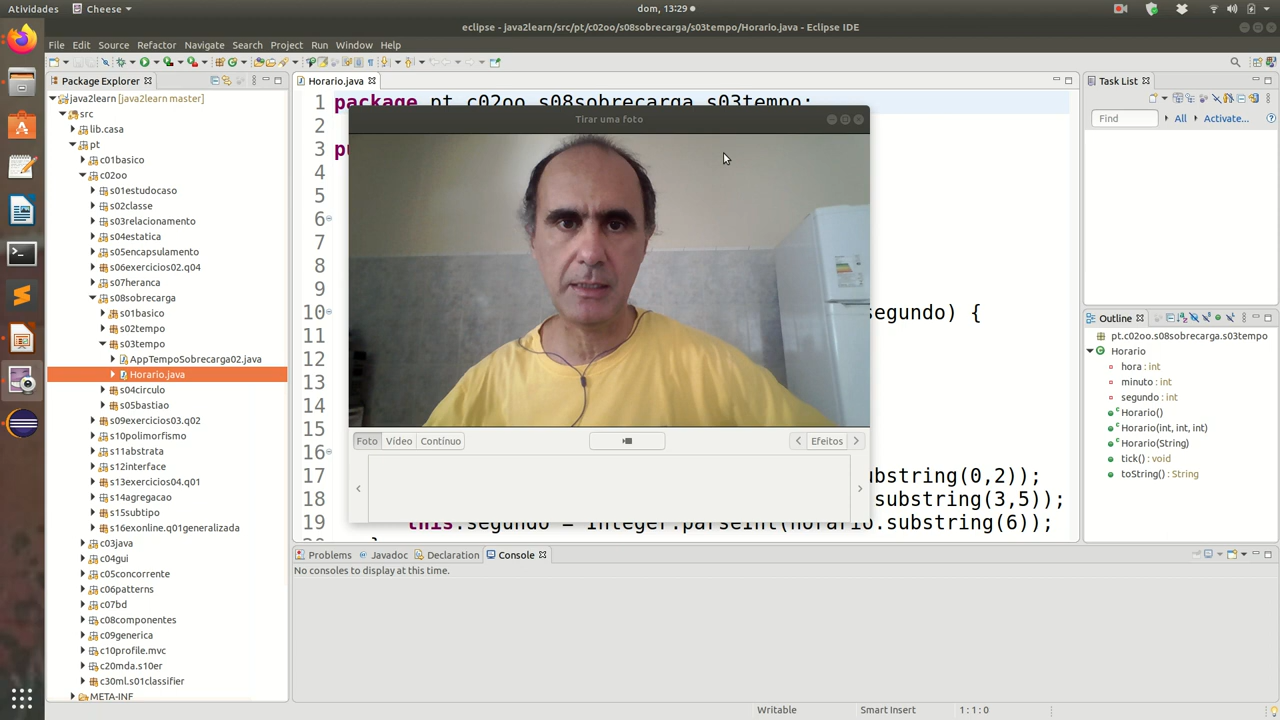 Atividades
Cheese
dom, 13:29
eclipse - java2learn/src/pt/c02oo/s08sobrecarga/s03tempo/Horario.java - Eclipse IDE
File Edit Source Refactor Navigate Search Project Run Window Help
Package Explorer
java2learn [java2learn master]
src
lib.casa
pt
c01basico
c02oo
s01estudocaso
s02classe
s03relacionamento
s04estatica
s05encapsulamento
s06exercicios02.q04
s07heranca
s08sobrecarga
s01basico
s02tempo
s03tempo
AppTempoSobrecarga02.java
Horario.java
s04circulo
s05bastiao
s09exercicios03.q02
s10polimorfismo
s11abstrata
s12interface
s13exercicios04.q01
s14agregacao
s15subtipo
s16exonline.q01generalizada
c03java
c04gui
c05concorrente
c06patterns
c07bd
c08componentes
c09generica
c10profile.mvc
c20mda.s10er
c30ml.s01classifier
META-INF
Horario.java
1 package pt.c02oo.s08sobrecarga.s03tempo;
2
3 pu
4
5
6
7
8
9
10 segundo) {
11
12
13
14
15
16
17 ubstring(0,2));
18 substring(3,5));
19 this.segundo = Integer.parseInt(horario.substring(6));
Tirar uma foto
Foto Vídeo Contínuo
Efeitos
Problems Javadoc Declaration Console
No consoles to display at this time.
Task List
Find All Activate...
Outline
pt.c02oo.s08sobrecarga.s03tempo
Horario
hora : int
minuto : int
segundo : int
Horario()
Horario(int, int, int)
Horario(String)
tick() : void
toString() : String
Writable Smart Insert 1 : 1 : 0